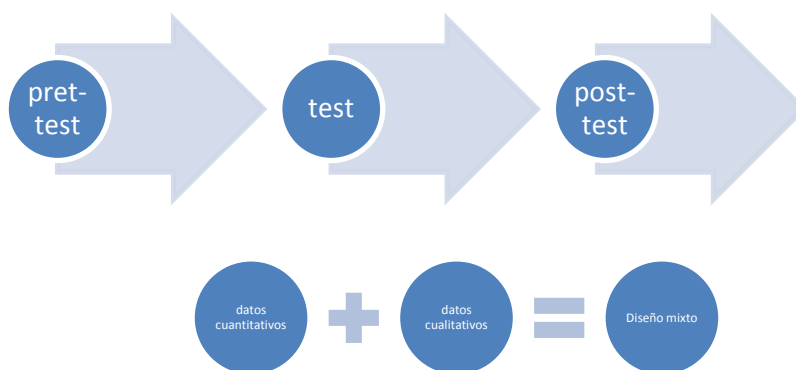 pret-
test
test
post-
test
datos
cuantitativos
datos
cualitativos
Diseño mixto